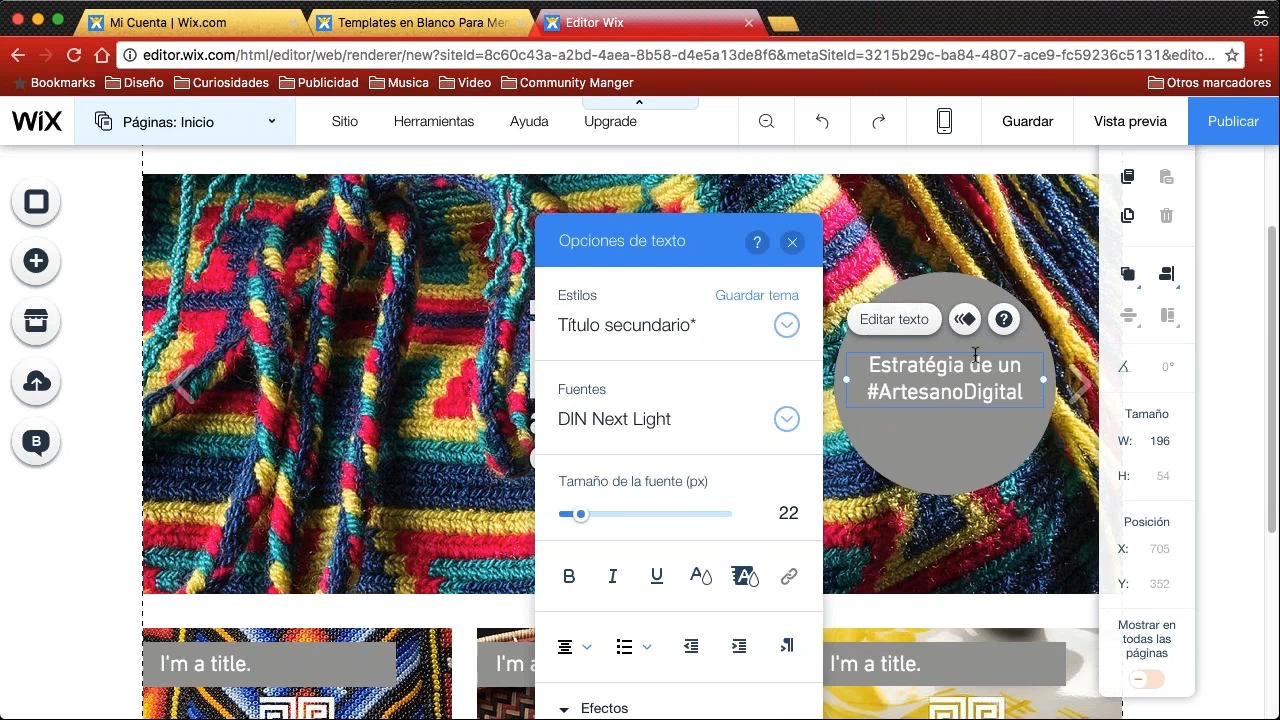 Mi Cuenta | Wix.com
Templates en Blanco Para Mer
Editor Wix
editor.wix.com/html/editor/web/renderer/new?siteId=8c60c43a-a2bd-4aea-8b58-d4e5a13de8f6&metaSiteId=3215b29c-ba84-4807-ace9-fc59236c5131&edito...
Bookmarks Diseño Curiosidades Publicidad Musica Video Community Manger Otros marcadores
WiX Páginas: Inicio Sitio Herramientas Ayuda Upgrade Guardar Vista previa Publicar
Opciones de texto ?
Estilos Guardar tema
Título secundario*
Fuentes
DIN Next Light
Tamaño de la fuente (px)
22
B I U A A
Efectos
Editar texto ?
Estratégia de un
#ArtesanoDigital
0°
Tamaño
W: 196
H: 54
Posición
X: 705
Y: 352
Mostrar en
todas las
páginas
B
I'm a title. I'm a I'm a title.